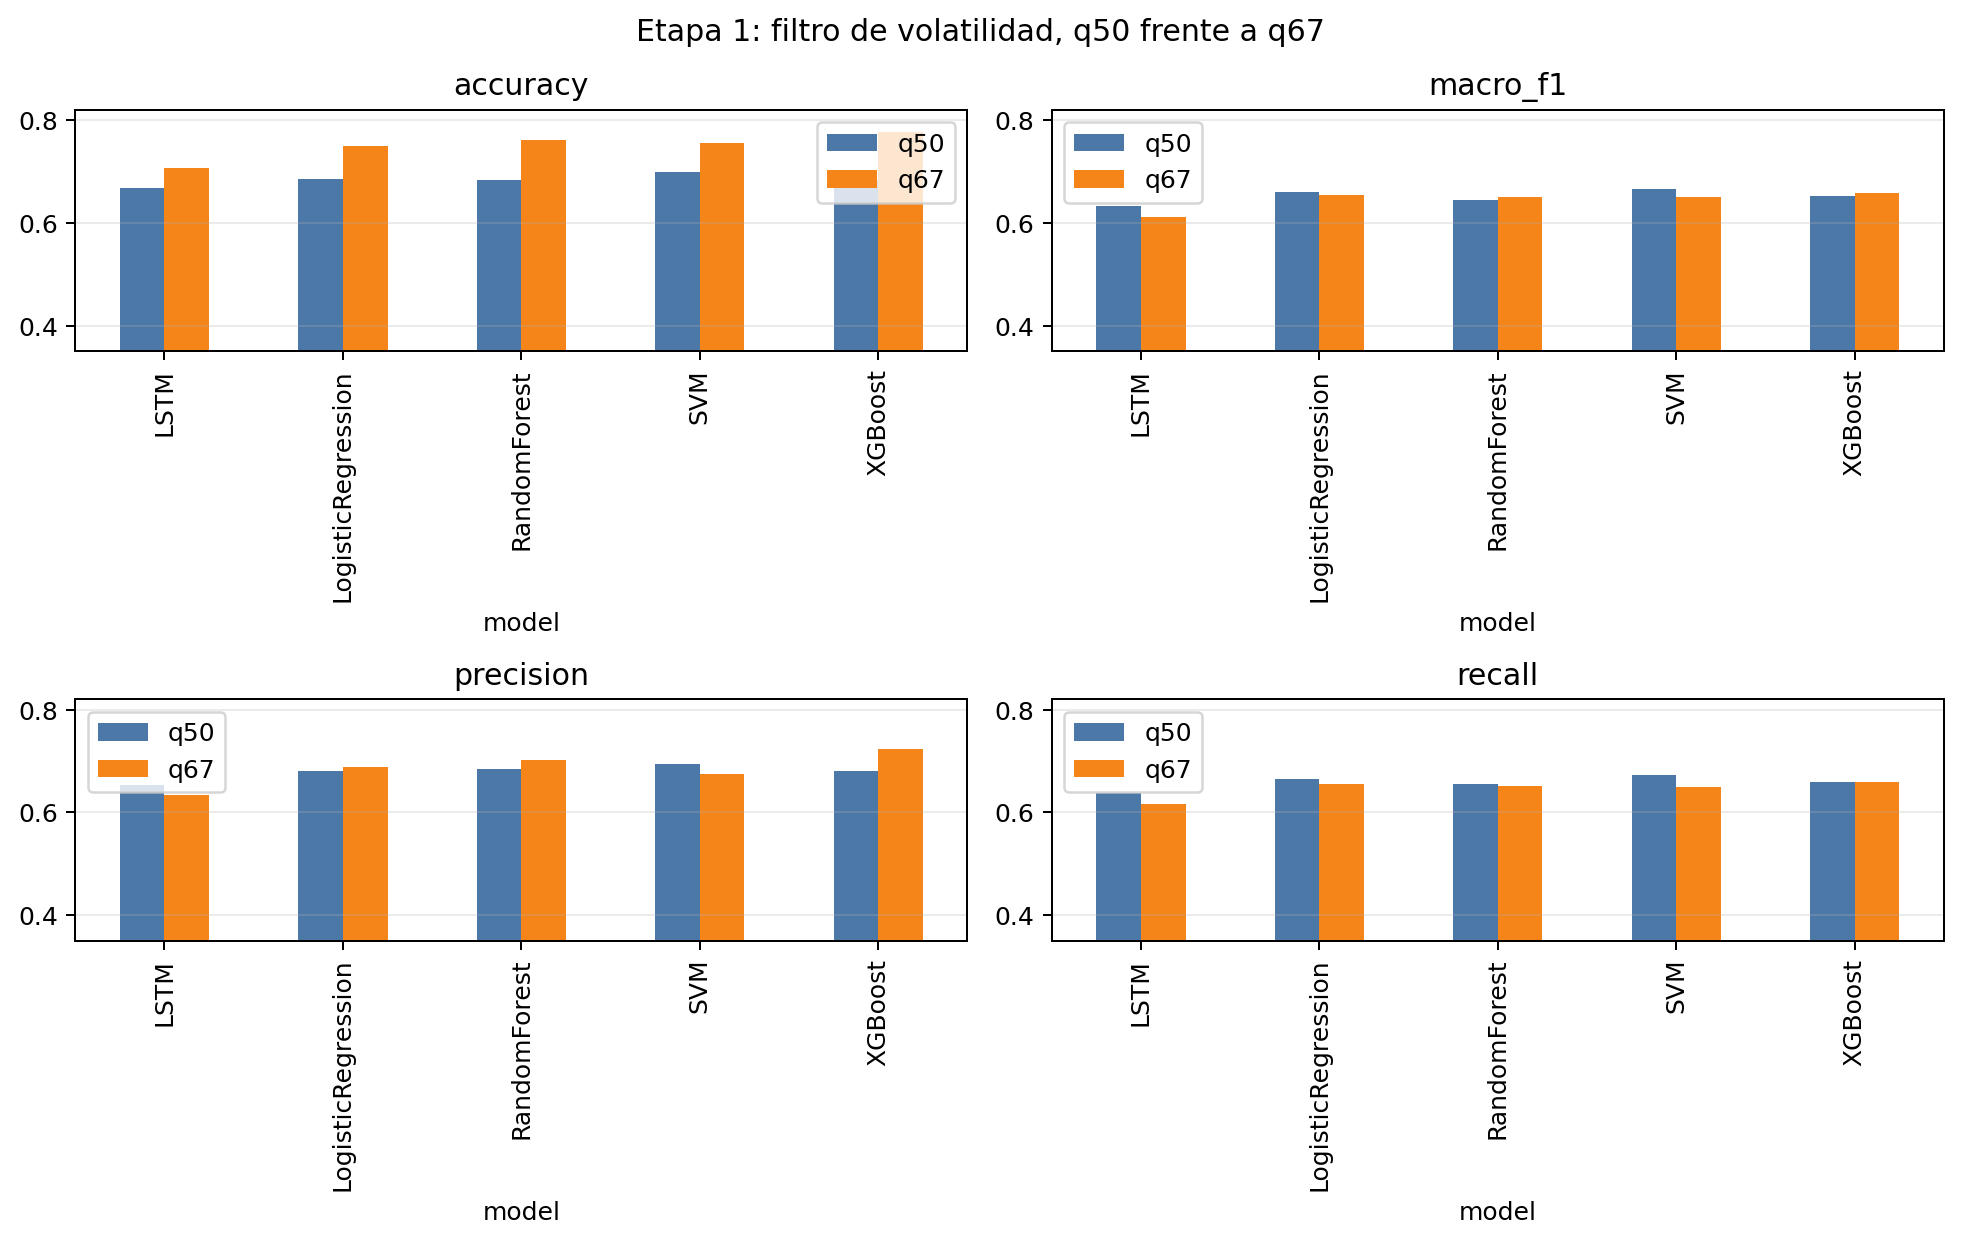 Etapa 1: filtro de volatilidad, q50 frente a q67
accuracy
0.8
0.6
0.4
q50
q67
LSTM
LogisticRegression
RandomForest
SVM
XGBoost
model
macro_f1
0.8
0.6
0.4
q50
q67
LSTM
LogisticRegression
RandomForest
SVM
XGBoost
model
precision
0.8
0.6
0.4
q50
q67
LSTM
LogisticRegression
RandomForest
SVM
XGBoost
model
recall
0.8
0.6
0.4
q50
q67
LSTM
LogisticRegression
RandomForest
SVM
XGBoost
model